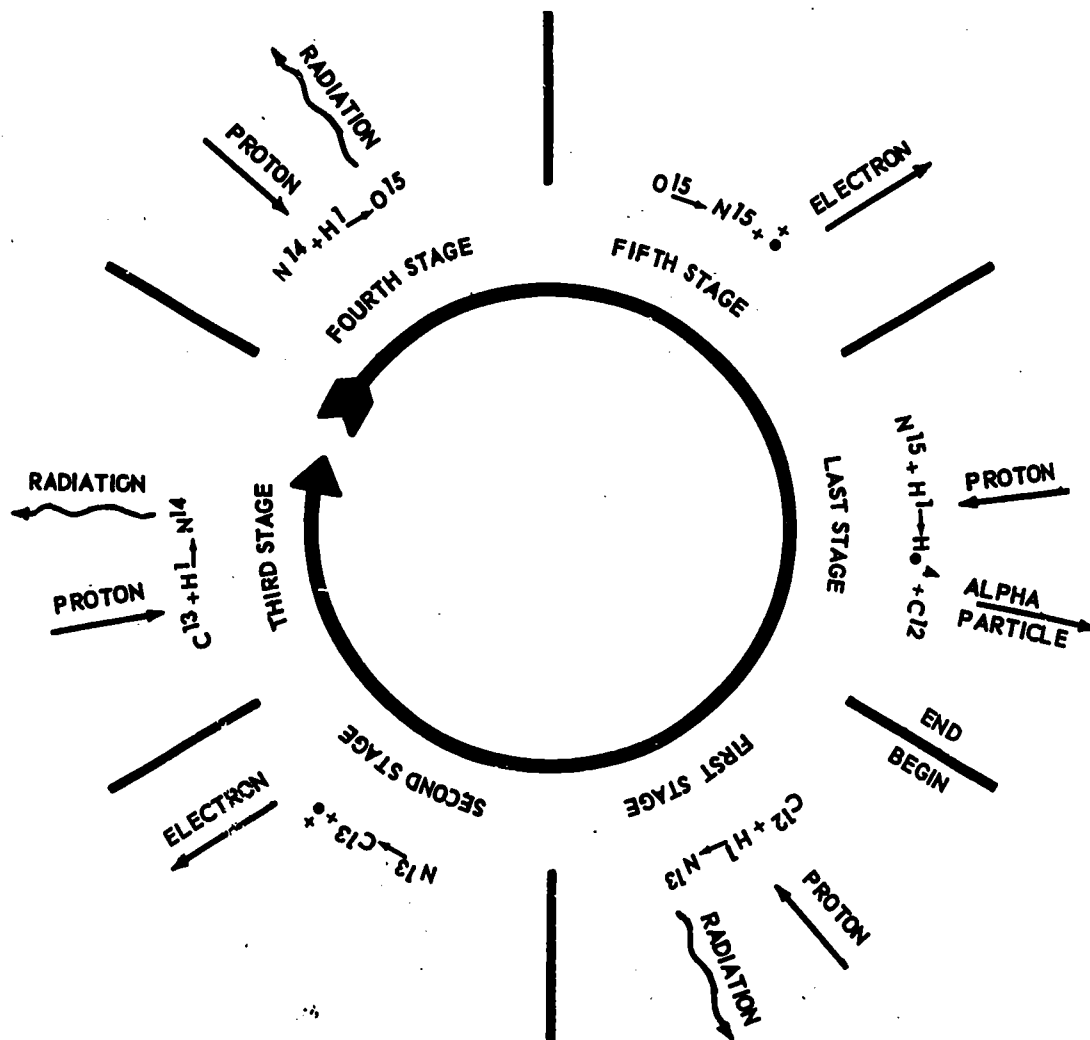 BEGIN
FIRST STAGE
C12 + H1 → N13
PROTON
RADIATION
SECOND STAGE
N13 → C13 + •+
ELECTRON
THIRD STAGE
C13 + H1 → N14
PROTON
RADIATION
FOURTH STAGE
N14 + H1 → O15
PROTON
RADIATION
FIFTH STAGE
O15 → N15 + •+
ELECTRON
LAST STAGE
N15 + H1 → H•4 + C12
PROTON
ALPHA
PARTICLE
END